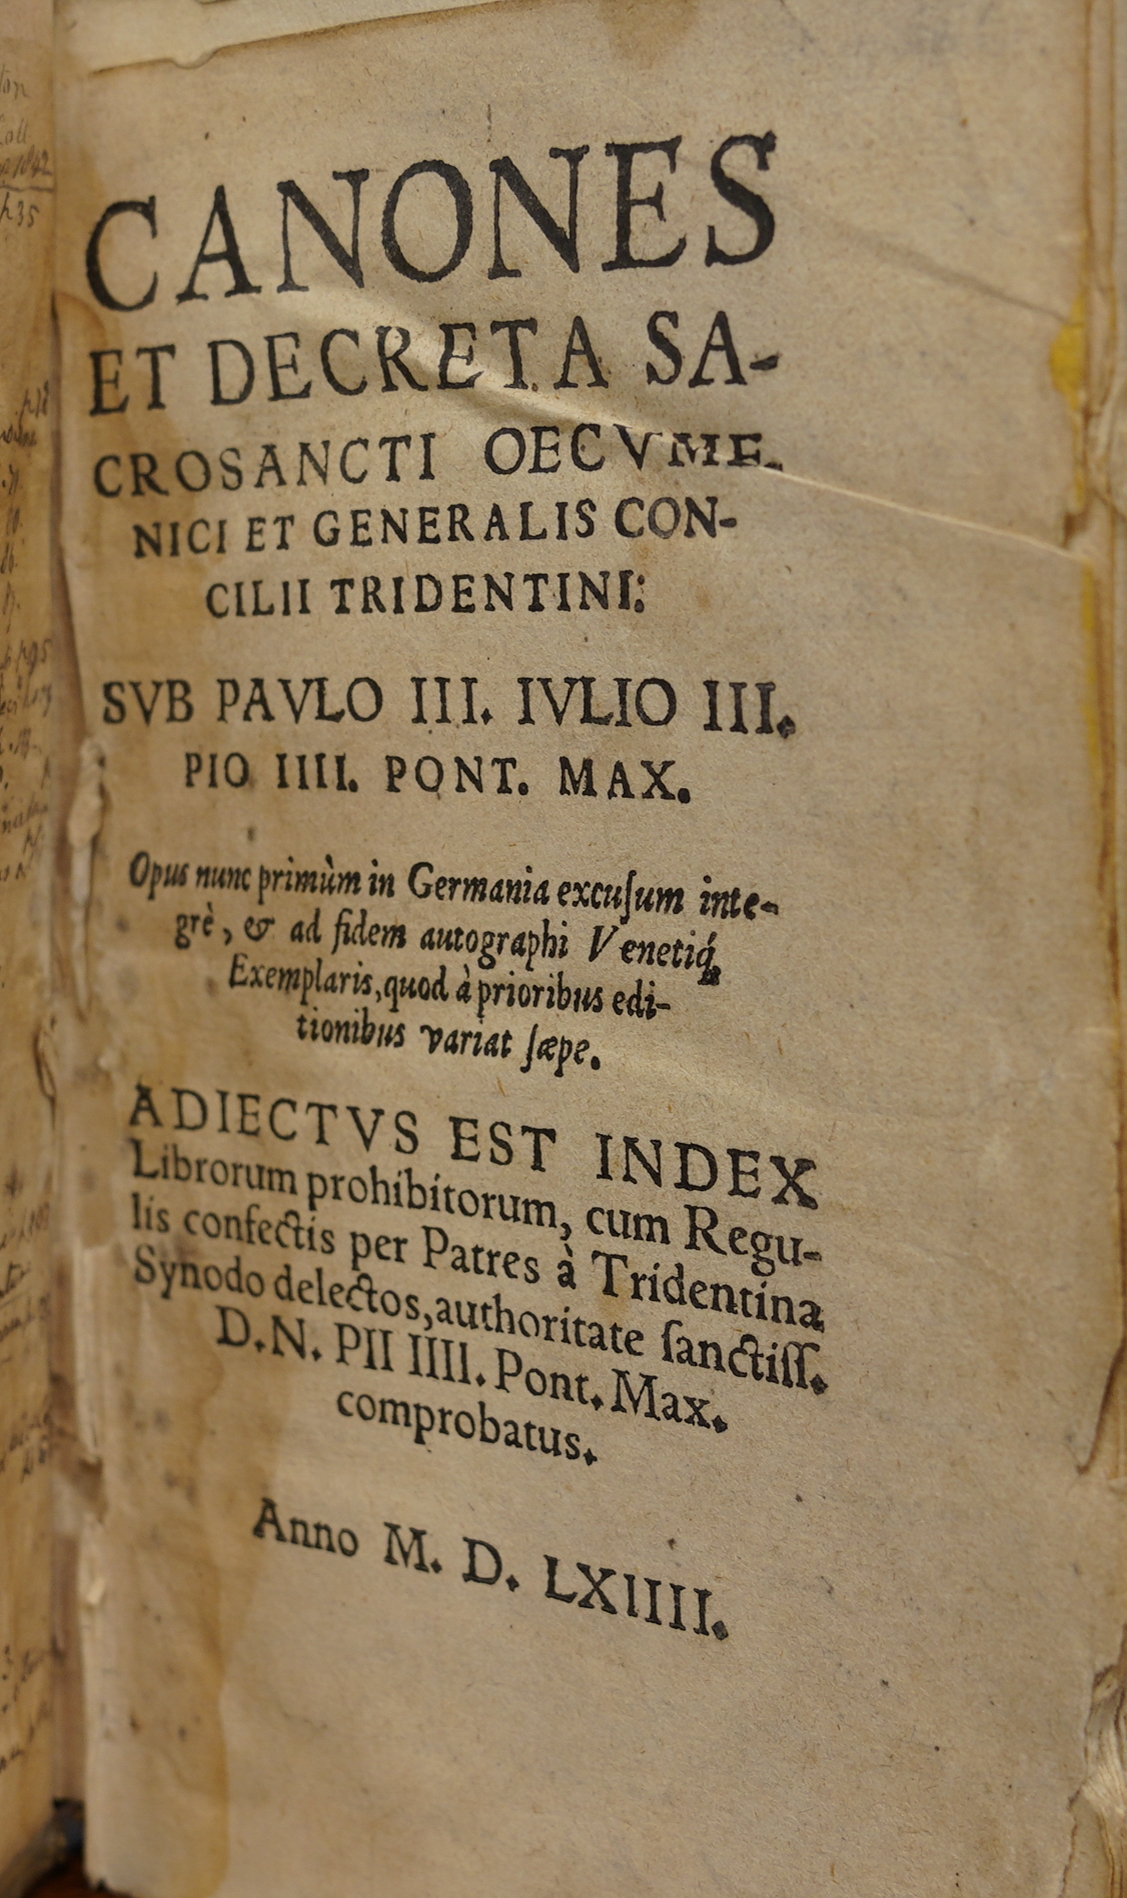 CANONES
ET DECRETA SA-
CROSANCTI OECVME-
NICI ET GENERALIS CON-
CILII TRIDENTINI:
SVB PAVLO III. IVLIO III.
PIO IIII. PONT. MAX.
Opus nunc primùm in Germania excuſum inte-
grè, & ad fidem autographi Venetiq́;
Exemplaris, quod à prioribus edi-
tionibus variat ſæpe.
ADIECTVS EST INDEX
Librorum prohibitorum, cum Regu-
lis confectis per Patres à Tridentina
Synodo delectos, authoritate ſanctiſſ.
D. N. PII IIII. Pont. Max.
comprobatus.
Anno M. D. LXIIII.